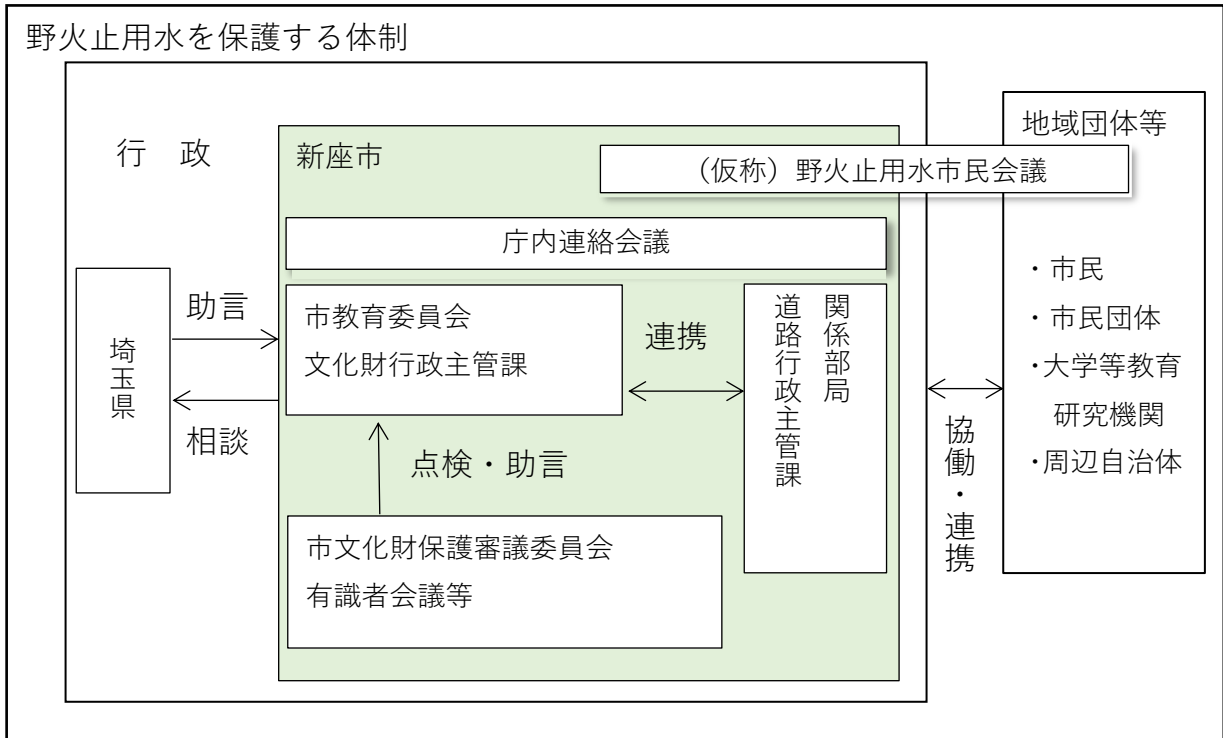 野火止用水を保護する体制
行　政
新座市
（仮称）野火止用水市民会議
庁内連絡会議
埼玉県
助言
相談
市教育委員会
文化財行政主管課
連携
関係部局
道路行政主管課
点検・助言
市文化財保護審議委員会
有識者会議等
協働・連携
地域団体等
・市民
・市民団体
・大学等教育
研究機関
・周辺自治体